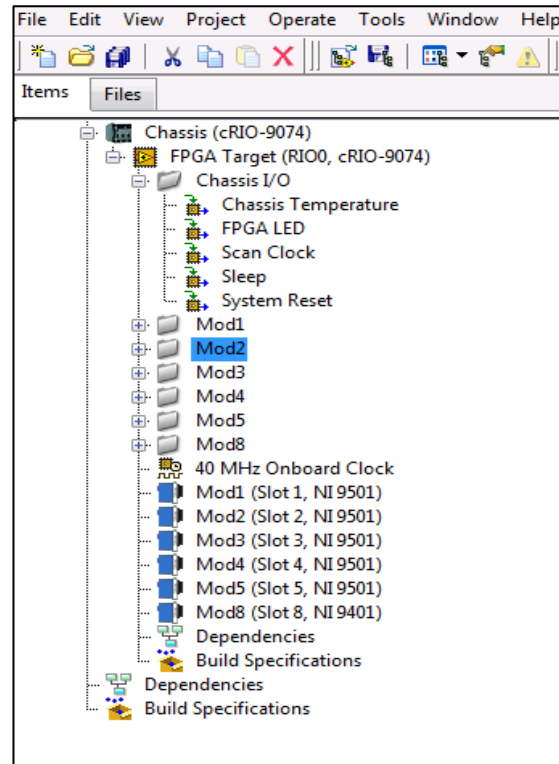 File Edit View Project Operate Tools Window Help
Items Files
Chassis (cRIO-9074)
FPGA Target (RIO0, cRIO-9074)
Chassis I/O
Chassis Temperature
FPGA LED
Scan Clock
Sleep
System Reset
Mod1
Mod2
Mod3
Mod4
Mod5
Mod8
40 MHz Onboard Clock
Mod1 (Slot 1, NI 9501)
Mod2 (Slot 2, NI 9501)
Mod3 (Slot 3, NI 9501)
Mod4 (Slot 4, NI 9501)
Mod5 (Slot 5, NI 9501)
Mod8 (Slot 8, NI 9401)
Dependencies
Build Specifications
Dependencies
Build Specifications